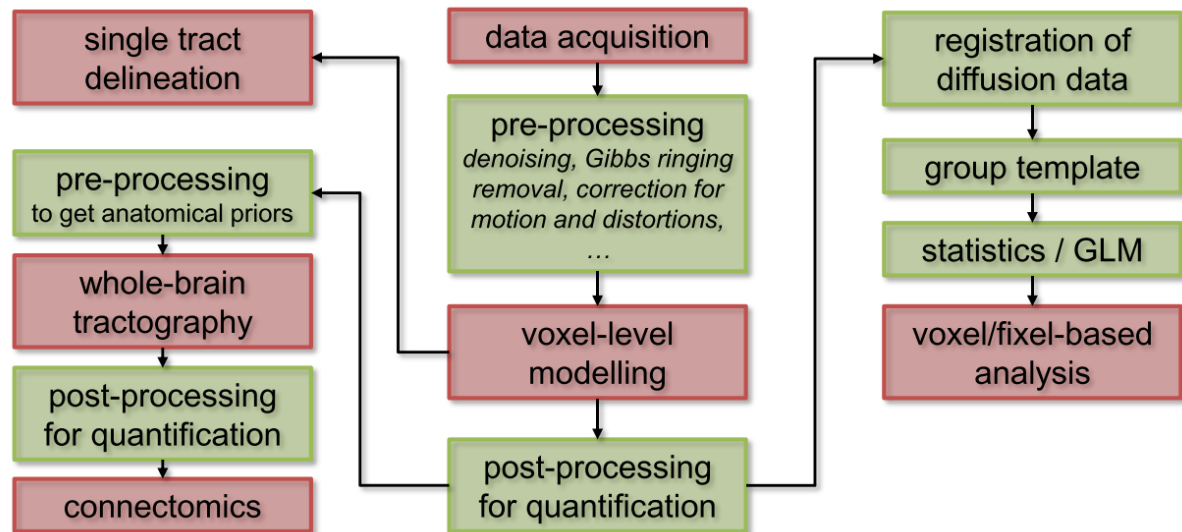 single tract
delineation
pre-processing
to get anatomical priors
whole-brain
tractography
post-processing
for quantification
connectomics
data acquisition
pre-processing
denoising, Gibbs ringing
removal, correction for
motion and distortions,
…
voxel-level
modelling
post-processing
for quantification
registration of
diffusion data
group template
statistics / GLM
voxel/fixel-based
analysis